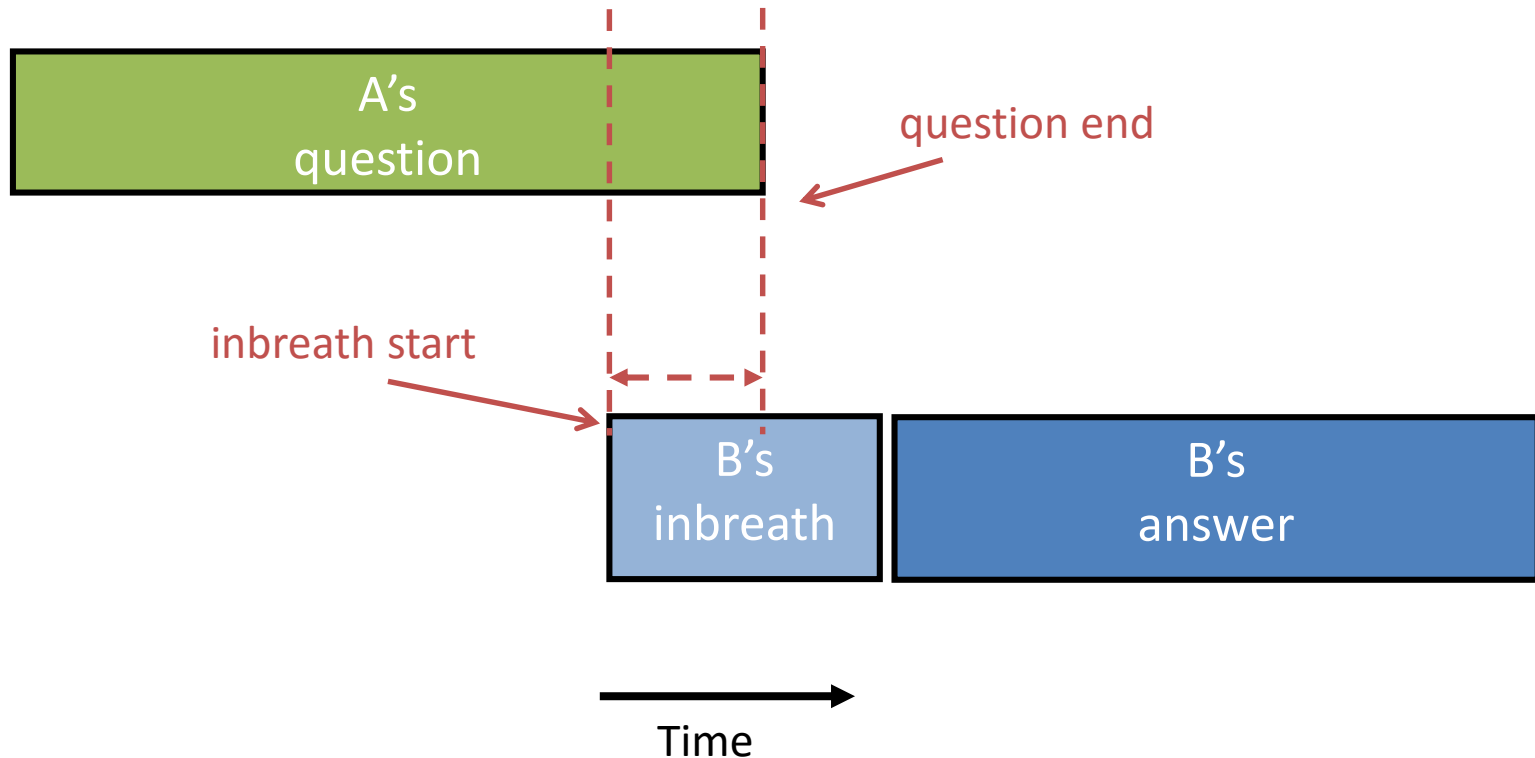 A’s
question
question end
inbreath start
B’s
inbreath
B’s
answer
Time